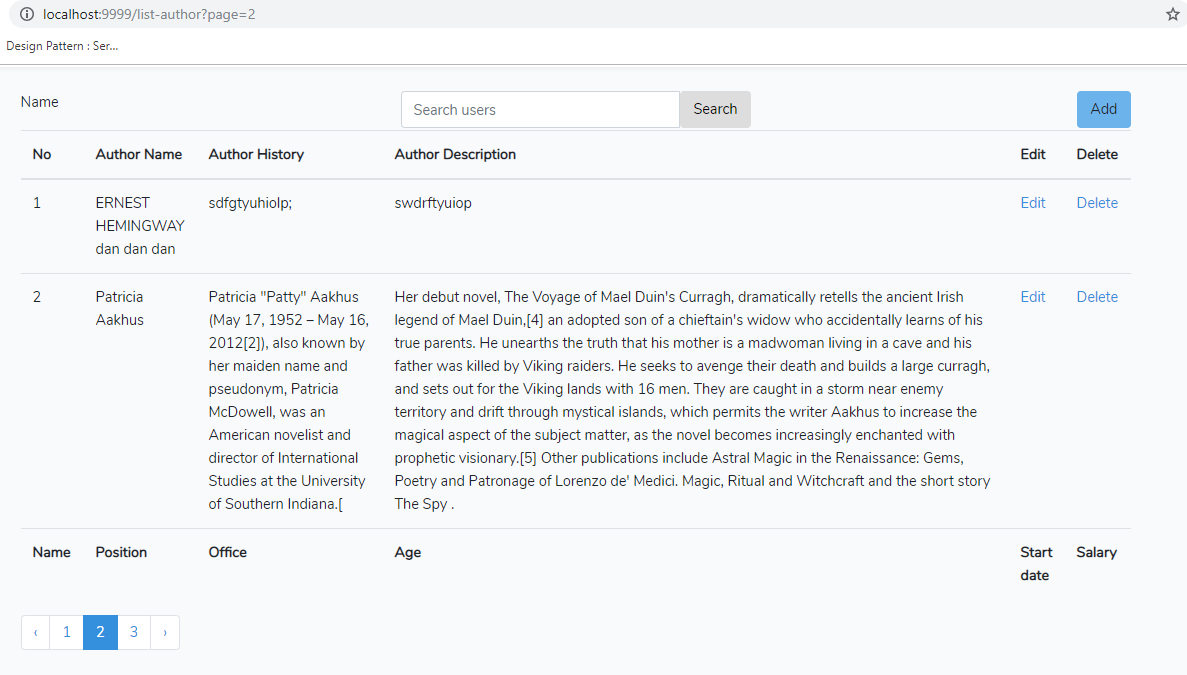 localhost:9999/list-author?page=2
Design Pattern : Ser...
Name
Search users
Search
Add
No Author Name Author History Author Description Edit Delete
1
ERNEST
HEMINGWAY
dan dan dan
sdfgtyuhiolp;
swdrftyuiop
Edit
Delete
2
Patricia
Aakhus
Patricia "Patty" Aakhus
(May 17, 1952 – May 16,
2012[2]), also known by
her maiden name and
pseudonym, Patricia
McDowell, was an
American novelist and
director of International
Studies at the University
of Southern Indiana.[
Her debut novel, The Voyage of Mael Duin's Curragh, dramatically retells the ancient Irish
legend of Mael Duin,[4] an adopted son of a chieftain's widow who accidentally learns of his
true parents. He unearths the truth that his mother is a madwoman living in a cave and his
father was killed by Viking raiders. He seeks to avenge their death and builds a large curragh,
and sets out for the Viking lands with 16 men. They are caught in a storm near enemy
territory and drift through mystical islands, which permits the writer Aakhus to increase the
magical aspect of the subject matter, as the novel becomes increasingly enchanted with
prophetic visionary.[5] Other publications include Astral Magic in the Renaissance: Gems,
Poetry and Patronage of Lorenzo de' Medici. Magic, Ritual and Witchcraft and the short story
The Spy .
Edit
Delete
Name Position Office Age Start date Salary
‹ 1 2 3 ›